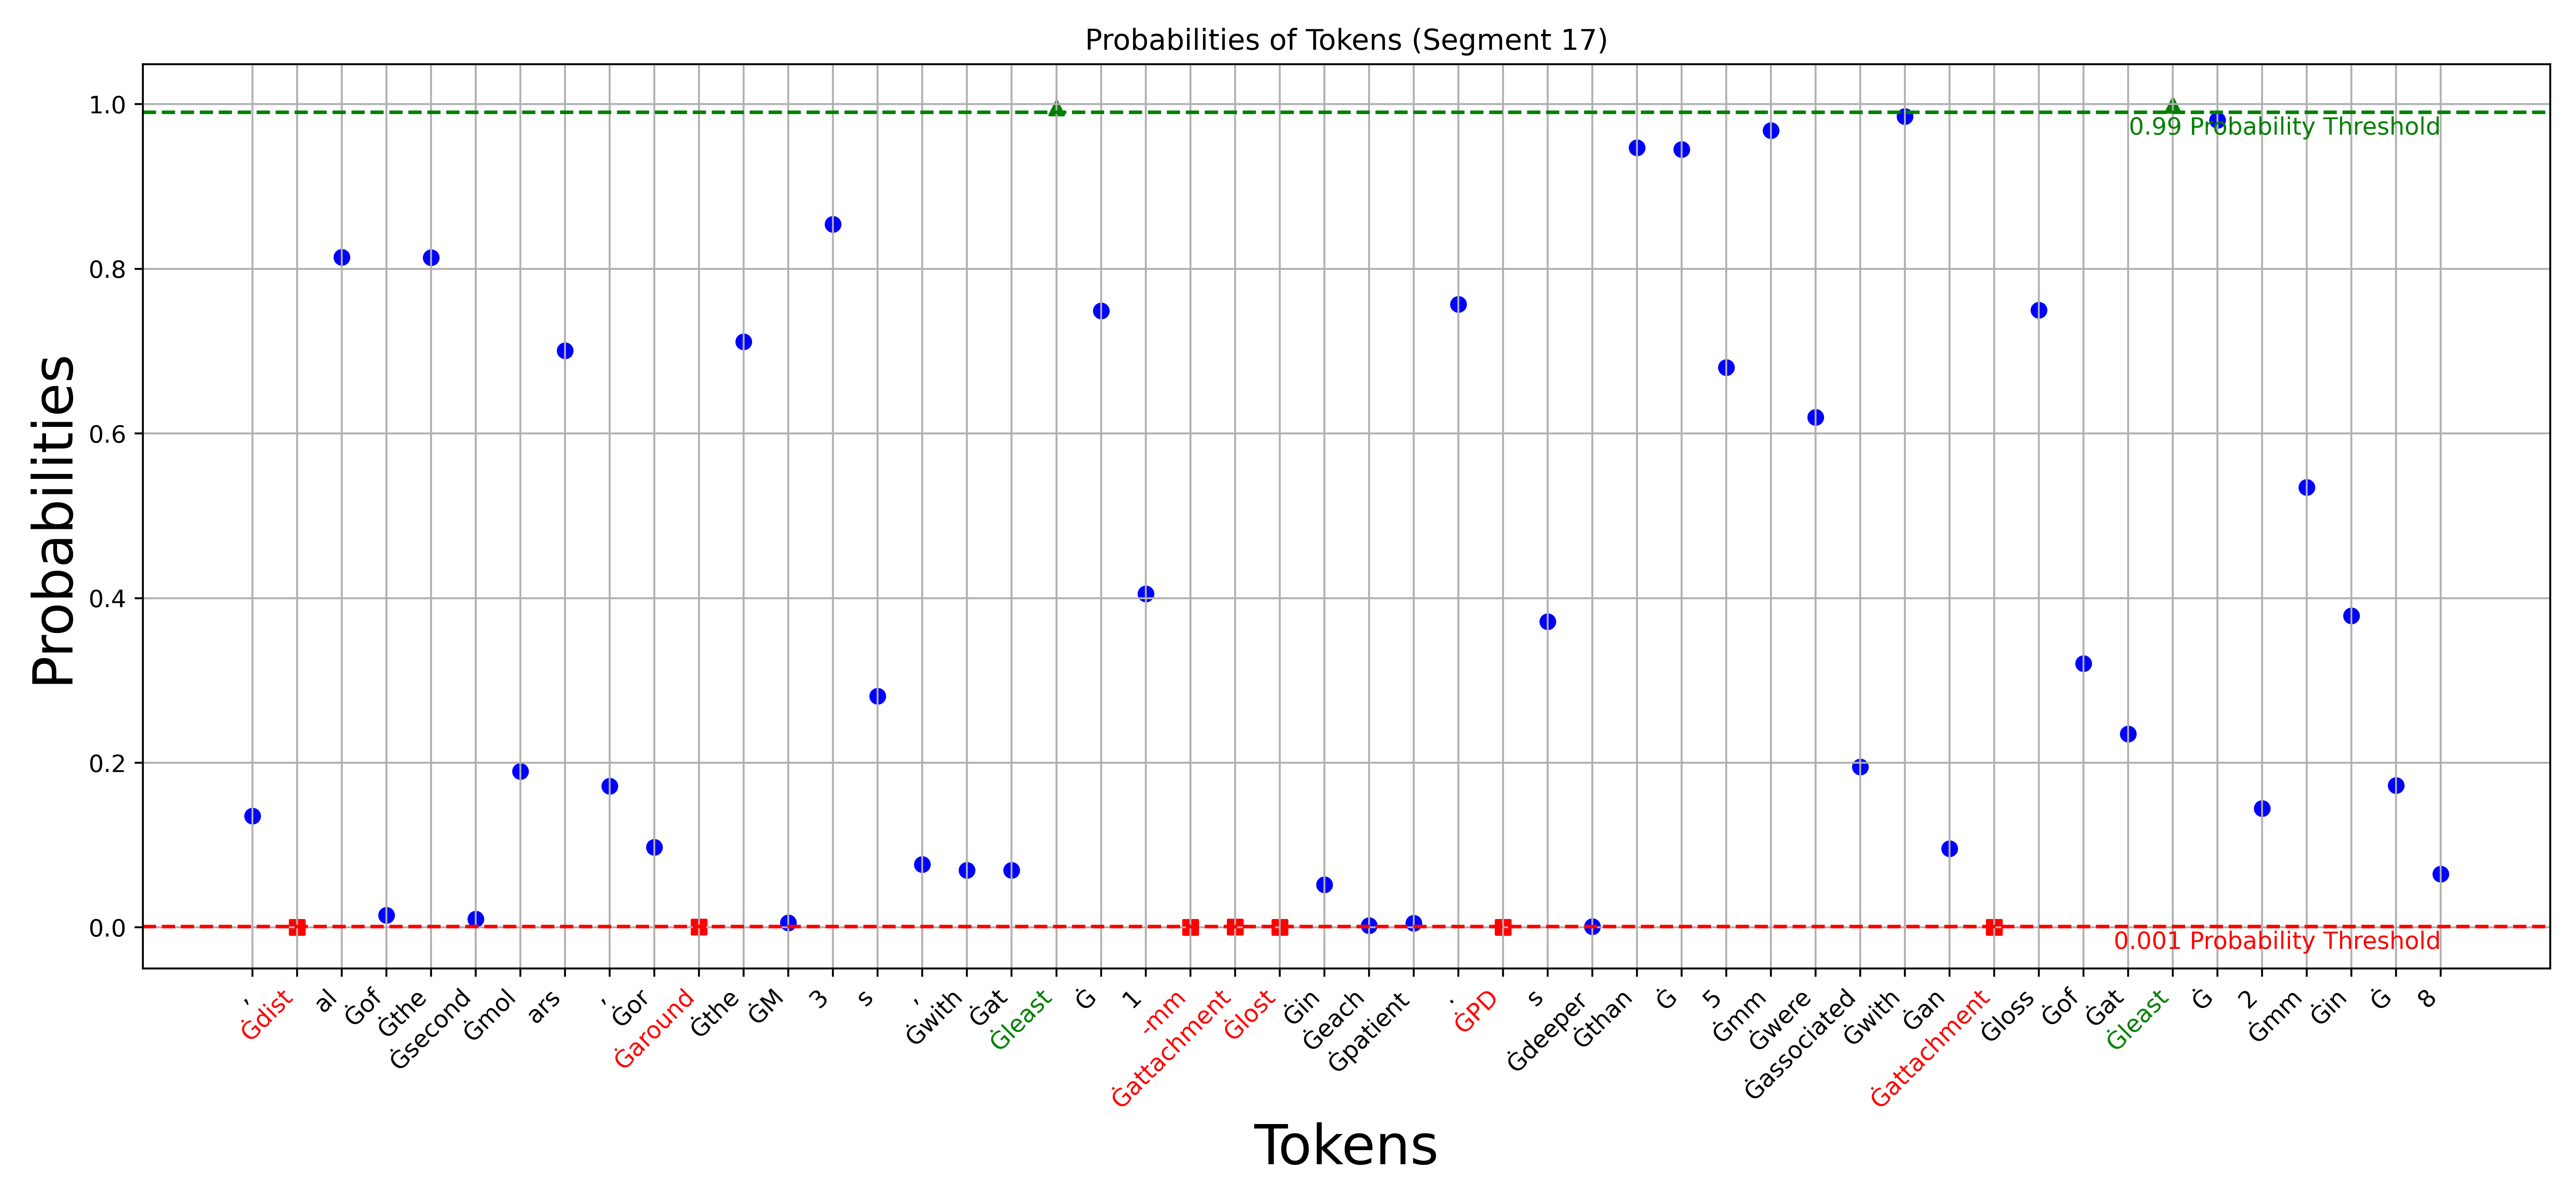 Probabilities of Tokens (Segment 17)
Probabilities
1.0
0.8
0.6
0.4
0.2
0.0
0.99 Probability Threshold
0.001 Probability Threshold
,
Ġdist
al
Ġof
Ġthe
Ġsecond
Ġmol
ars
,
Ġor
Ġaround
Ġthe
ĠM
3
s
,
Ġwith
Ġat
Ġleast
Ġ
1
-mm
Ġattachment
Ġlost
Ġin
Ġeach
Ġpatient
.
ĠPD
s
Ġdeeper
Ġthan
Ġ
5
Ġmm
Ġwere
Ġassociated
Ġwith
Ġan
Ġattachment
Ġloss
Ġof
Ġat
Ġleast
Ġ
2
Ġmm
Ġin
Ġ
8
Tokens